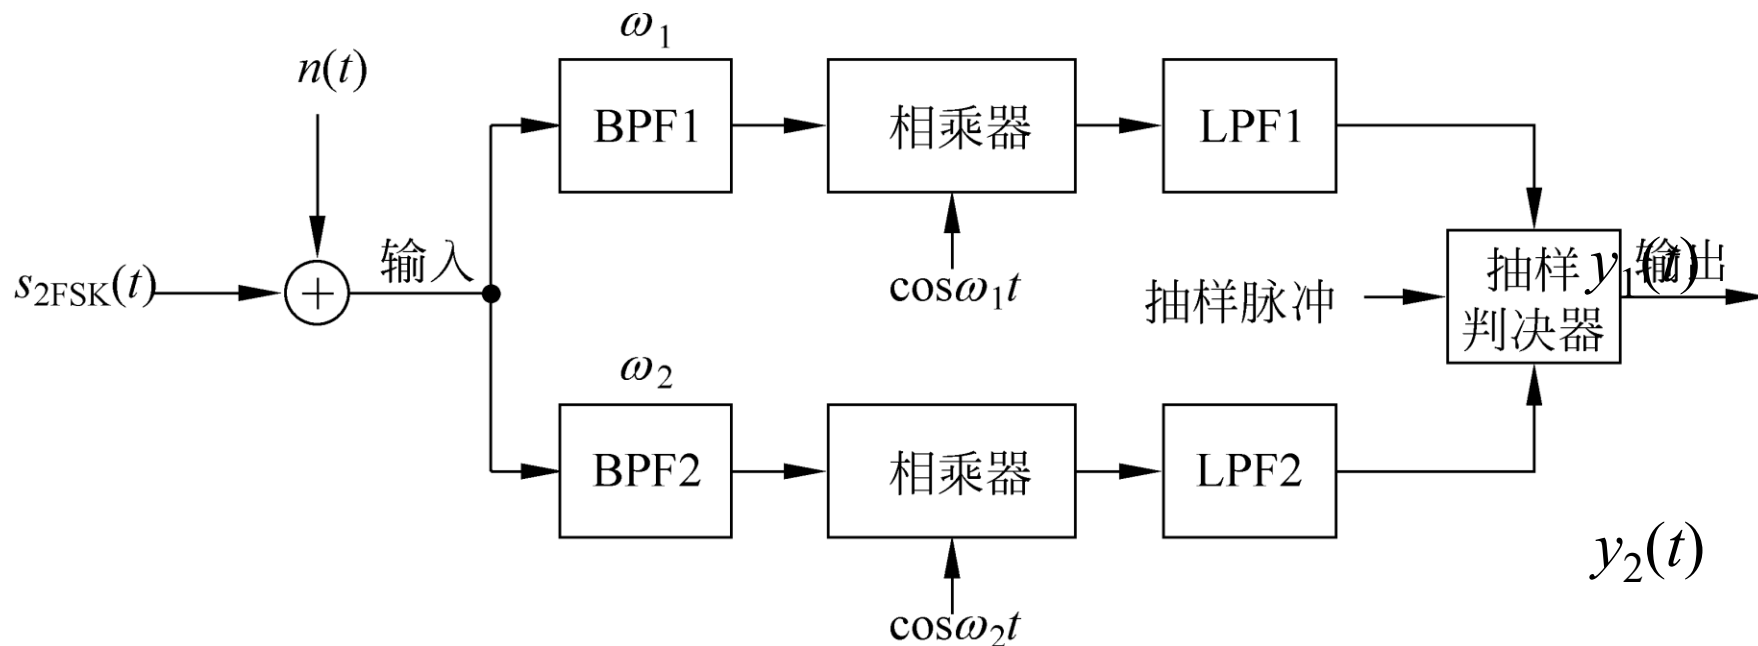 ω1
n(t)
BPF1
相乘器
LPF1
s2FSK(t)
+
输入
cosω1t
抽样脉冲
抽样
判决器
y1(t)
输出
ω2
BPF2
相乘器
LPF2
y2(t)
cosω2t